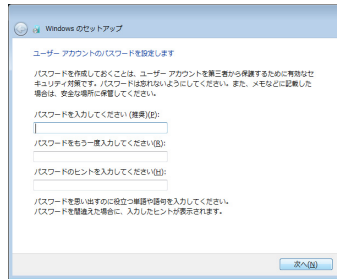 Windows のセットアップ
ユーザー アカウントのパスワードを設定します
パスワードを作成しておくことは、ユーザー アカウントを第三者から保護するために有効なセ
キュリティ対策です。パスワードは忘れないようにしてください。また、メモなどに記載した
場合は、安全な場所に保管してください。
パスワードを入力してください (推奨)(P):
パスワードをもう一度入力してください(R):
パスワードのヒントを入力してください(H):
パスワードを思い出すのに役立つ単語や語句を入力してください。
パスワードを間違えた場合に、入力したヒントが表示されます。
次へ(N)